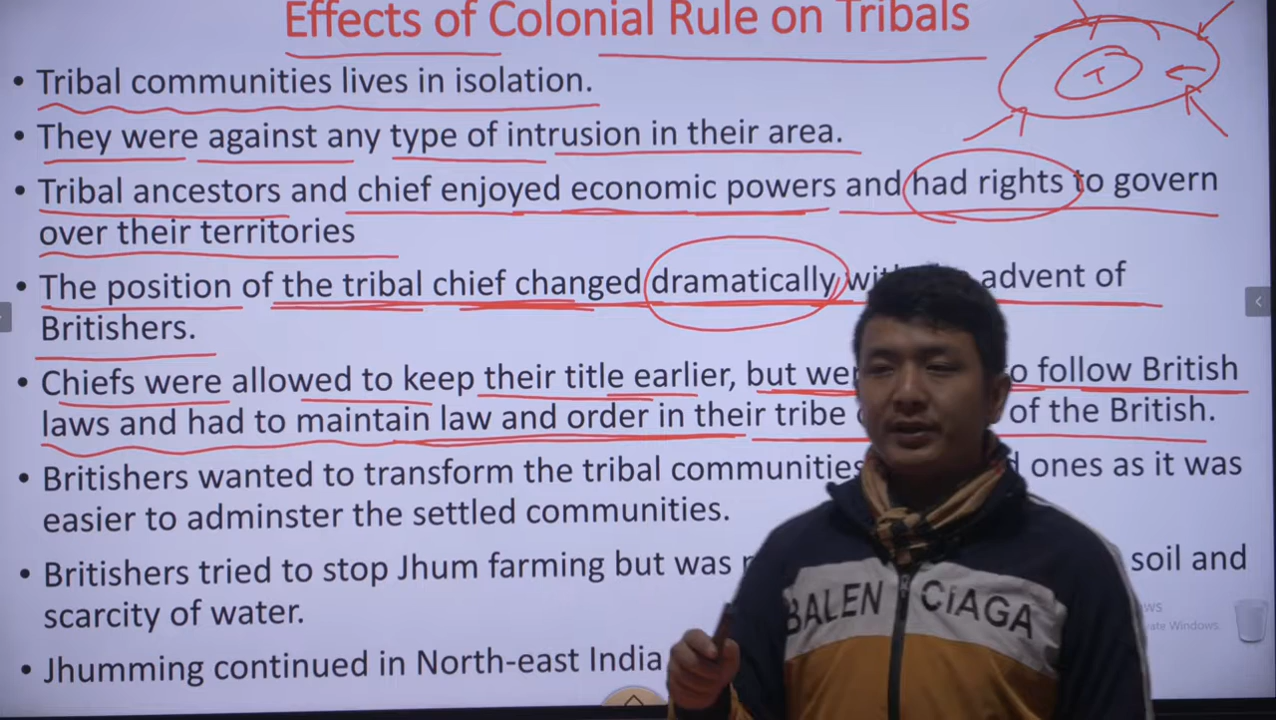 Effects of Colonial Rule on Tribals
T
• Tribal communities lives in isolation.
• They were against any type of intrusion in their area.
• Tribal ancestors and chief enjoyed economic powers and had rights to govern
over their territories
• The position of the tribal chief changed dramatically advent of
Britishers.
• Chiefs were allowed to keep their title earlier, but follow British
laws and had to maintain law and order in their tribe of the British.
• Britishers wanted to transform the tribal communities ones as it was
easier to adminster the settled communities.
• Britishers tried to stop Jhum farming but was soil and
scarcity of water.
• Jhumming continued in North-east India
BALEN CiAGA
Windows.